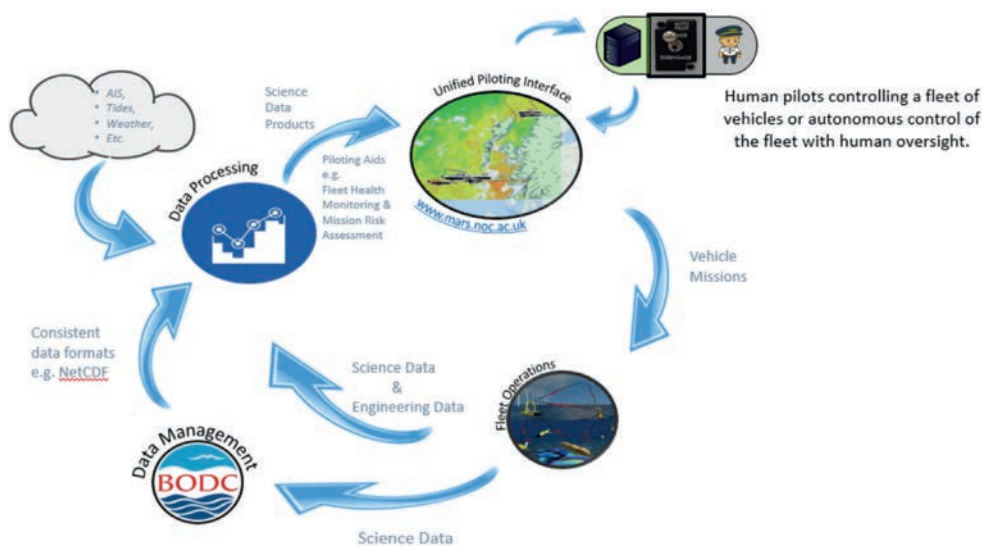 • AIS,
• Tides,
• Weather,
• Etc.
Science
Data
Products
Unified Piloting Interface
Human pilots controlling a fleet of
vehicles or autonomous control of
the fleet with human oversight.
Data Processing
Piloting Aids
e.g.
Fleet Health
Monitoring &
Mission Risk
Assessment
www.mars.noc.ac.uk
Vehicle
Missions
Consistent
data formats
e.g. NetCDF
Science Data
&
Engineering Data
Fleet Operations
Data Management
BODC
Science Data